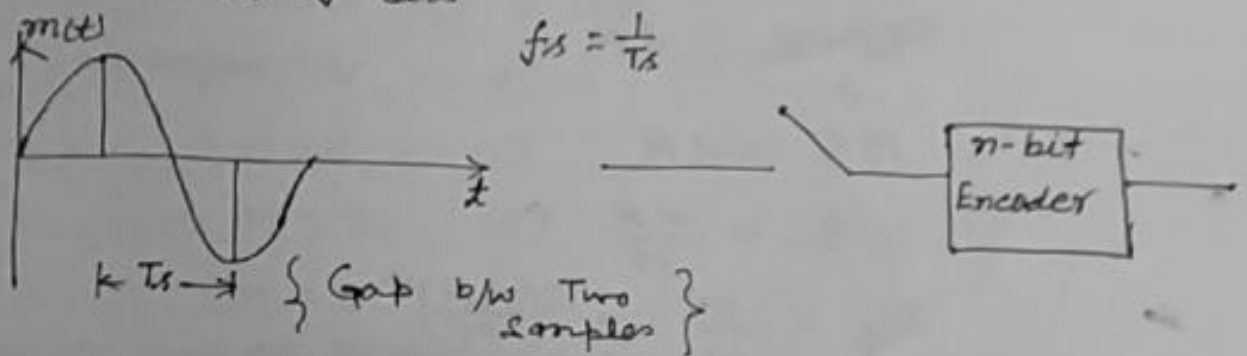 m(t)
fs = 1/Ts
t
n-bit
Encoder
Ts { Gap b/w Two
Samples }